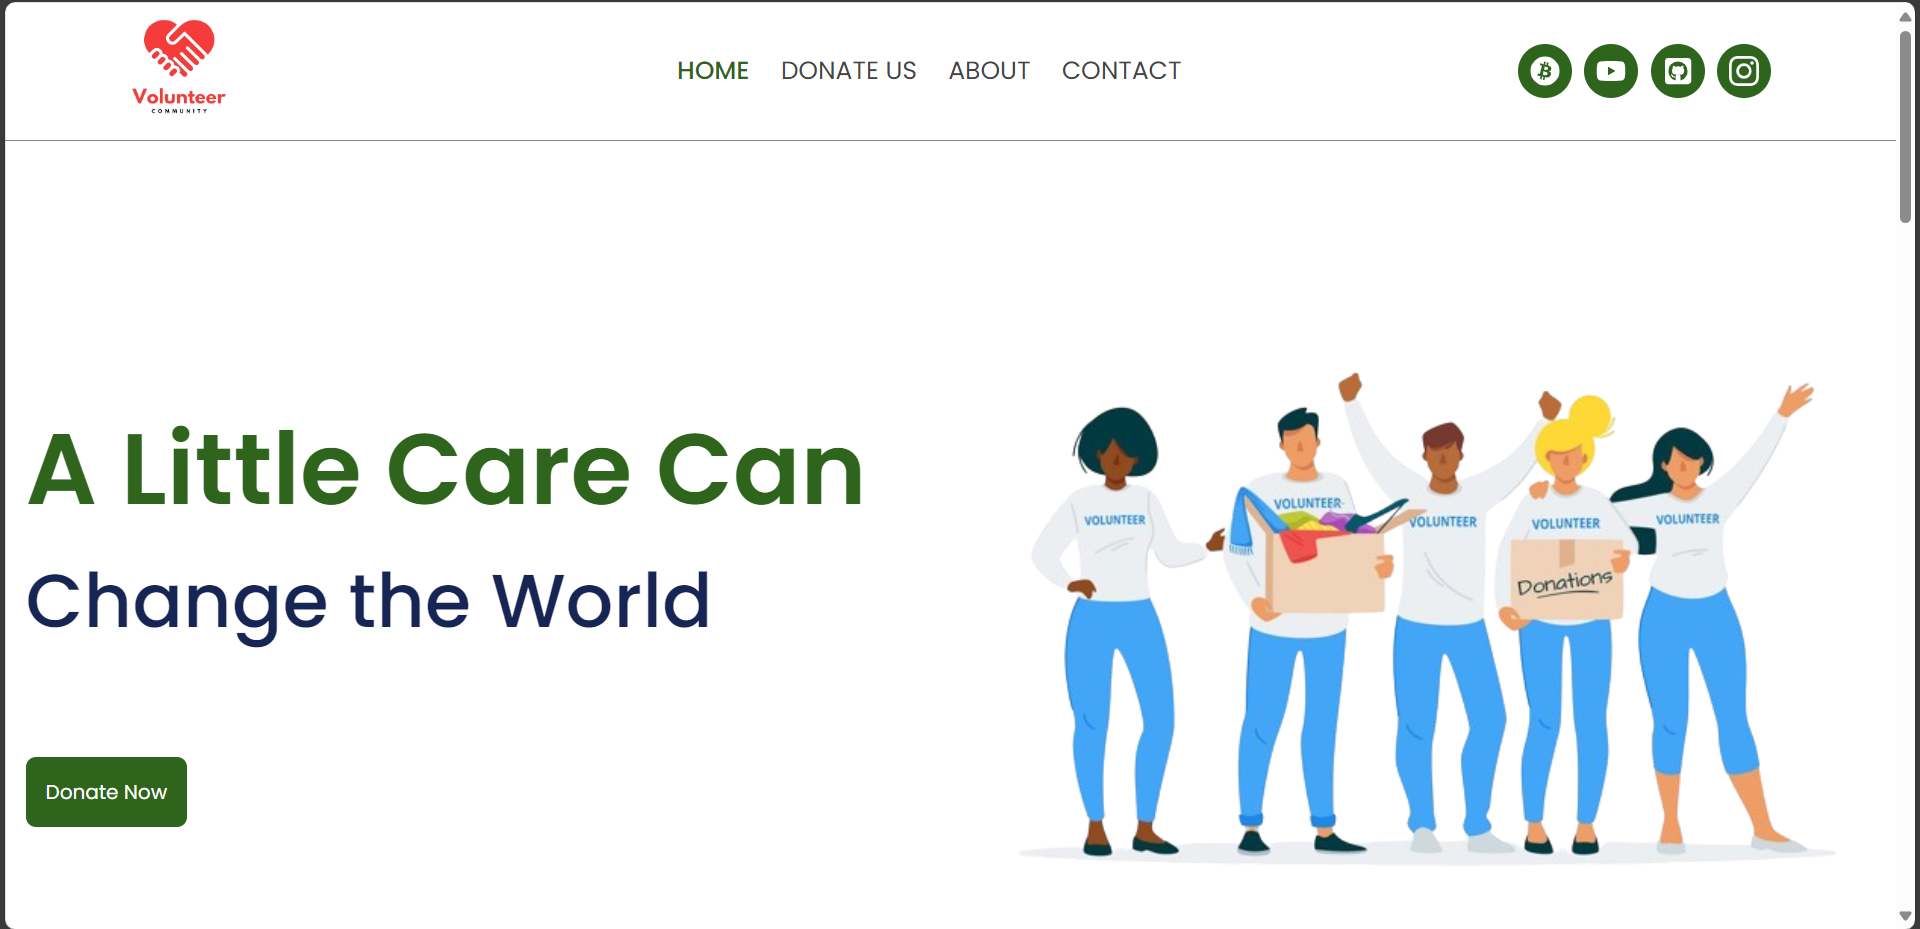 Volunteer
COMMUNITY
HOME DONATE US ABOUT CONTACT
A Little Care Can
Change the World
Donate Now
VOLUNTEER
VOLUNTEER
VOLUNTEER
VOLUNTEER
VOLUNTEER
Donations